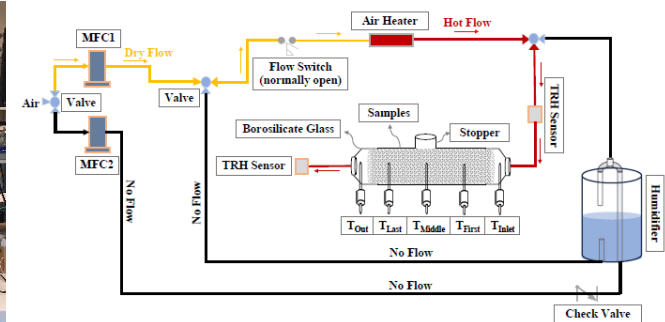 MFC1
Air Heater
Hot Flow
Dry Flow
Flow Switch
(normally open)
Air
Valve
Valve
TRH Sensor
Samples
Borosilicate Glass
Stopper
MFC2
TRH Sensor
No Flow
No Flow
Humidifier
TOut
TLast
TMiddle
TFirst
TInlet
No Flow
No Flow
Check Valve